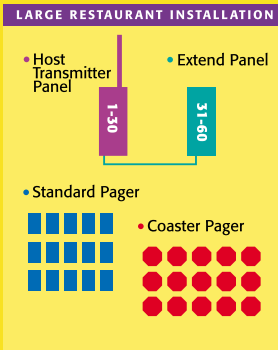 LARGE RESTAURANT INSTALLATION
• Host
Transmitter
Panel
• Extend Panel
1-30
31-60
• Standard Pager
• Coaster Pager